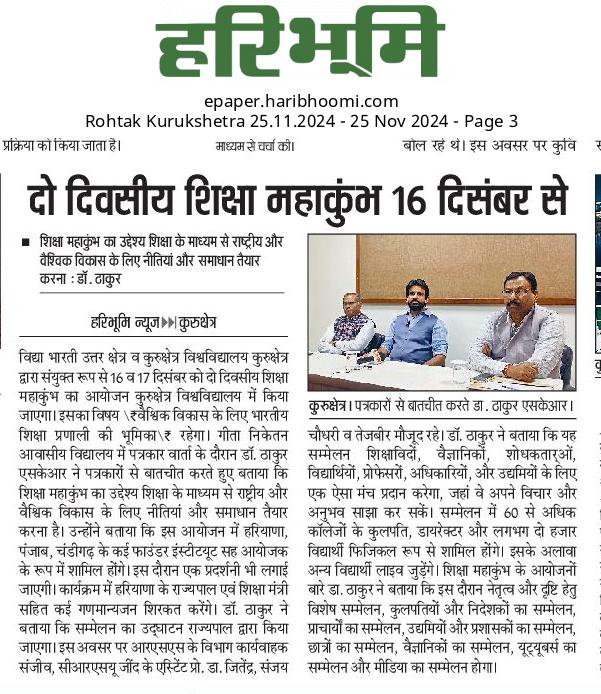 हरिभूमि
epaper.haribhoomi.com
Rohtak Kurukshetra 25.11.2024 - 25 Nov 2024 - Page 3
प्रक्रिया को किया जाता है।
माध्यम से चर्चा की।
बोल रहे थे। इस अवसर पर कुवि
दो दिवसीय शिक्षा महाकुंभ 16 दिसंबर से
■ शिक्षा महाकुंभ का उद्देश्य शिक्षा के माध्यम से राष्ट्रीय और
वैश्विक विकास के लिए नीतियां और समाधान तैयार
करना : डॉ. ठाकुर
हरिभूमि न्यूज▶▶|कुरुक्षेत्र
विद्या भारती उत्तर क्षेत्र व कुरुक्षेत्र विश्वविद्यालय कुरुक्षेत्र
द्वारा संयुक्त रूप से 16 व 17 दिसंबर को दो दिवसीय शिक्षा
महाकुंभ का आयोजन कुरुक्षेत्र विश्वविद्यालय में किया
जाएगा। इसका विषय \₹वैश्विक विकास के लिए भारतीय
शिक्षा प्रणाली की भूमिका\₹ रहेगा। गीता निकेतन
आवासीय विद्यालय में पत्रकार वार्ता के दौरान डॉ. ठाकुर
एसकेआर ने पत्रकारों से बातचीत करते हुए बताया कि
शिक्षा महाकुंभ का उद्देश्य शिक्षा के माध्यम से राष्ट्रीय और
वैश्विक विकास के लिए नीतियां और समाधान तैयार
करना है। उन्होंने बताया कि इस आयोजन में हरियाणा,
पंजाब, चंडीगढ़ के कई फाउंडर इंस्टीटयूट सह आयोजक
के रूप में शामिल होंगे। इस दौरान एक प्रदर्शनी भी लगाई
जाएगी। कार्यक्रम में हरियाणा के राज्यपाल एवं शिक्षा मंत्री
सहित कई गणमान्यजन शिरकत करेंगे। डॉ. ठाकुर ने
बताया कि सम्मेलन का उद्घाटन राज्यपाल द्वारा किया
जाएगा। इस अवसर पर आरएसएस के विभाग कार्यवाहक
संजीव, सीआरएसयू जींद के एस्टिेंट प्रो. डा. जितेंद्र, संजय
कुरुक्षेत्र। पत्रकारों से बातचीत करते डा. ठाकुर एसकेआर।
चौधरी व तेजबीर मौजूद रहे। डॉ. ठाकुर ने बताया कि यह
सम्मेलन शिक्षाविदों, वैज्ञानिकों, शोधकतार्ओं,
विद्यार्थियों, प्रोफेसरों, अधिकारियों, और उद्यमियों के लिए
एक ऐसा मंच प्रदान करेगा, जहां वे अपने विचार और
अनुभव साझा कर सकें। सम्मेलन में 60 से अधिक
कॉलेजों के कुलपति, डायरेक्टर और लगभग दो हजार
विद्यार्थी फिजिकल रूप से शामिल होंगे। इसके अलावा
अन्य विद्यार्थी लाइव जुड़ेंगे। शिक्षा महाकुंभ के आयोजनों
बारे डा. ठाकुर ने बताया कि इस दौरान नेतृत्व और दृष्टि हेतु
विशेष सम्मेलन, कुलपतियों और निदेशकों का सम्मेलन,
प्राचार्यों का सम्मेलन, उद्यमियों और प्रशासकों का सम्मेलन,
छात्रों का सम्मेलन, वैज्ञानिकों का सम्मेलन, यूट्यूबर्स का
सम्मेलन और मीडिया का सम्मेलन होगा।